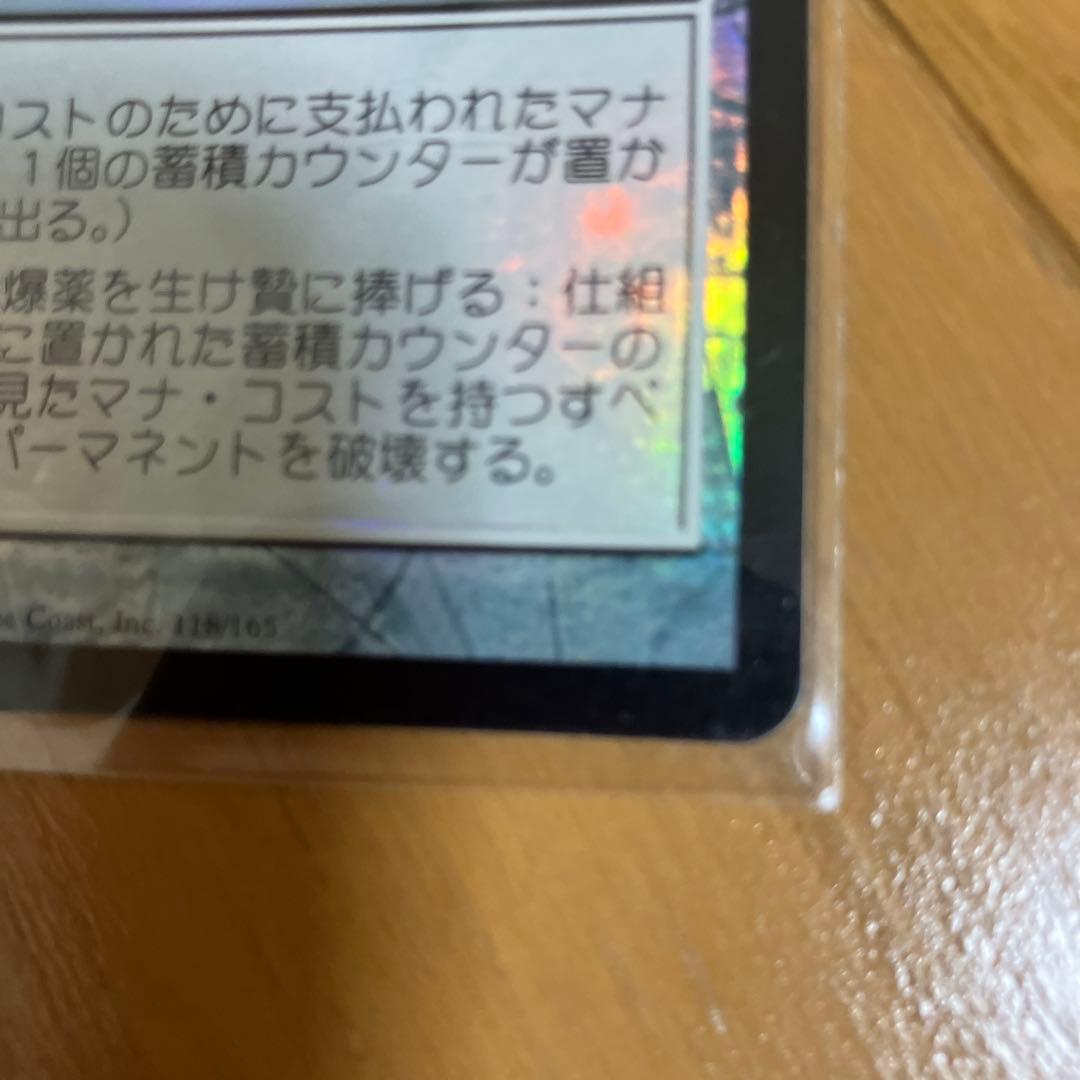 コストのために支払われたマナ
1個の蓄積カウンターが置か
出る。)
爆薬を生け贄に捧げる:仕組
に置かれた蓄積カウンターの
見たマナ・コストを持つすべ
パーマネントを破壊する。
Coast, Inc. 118/165